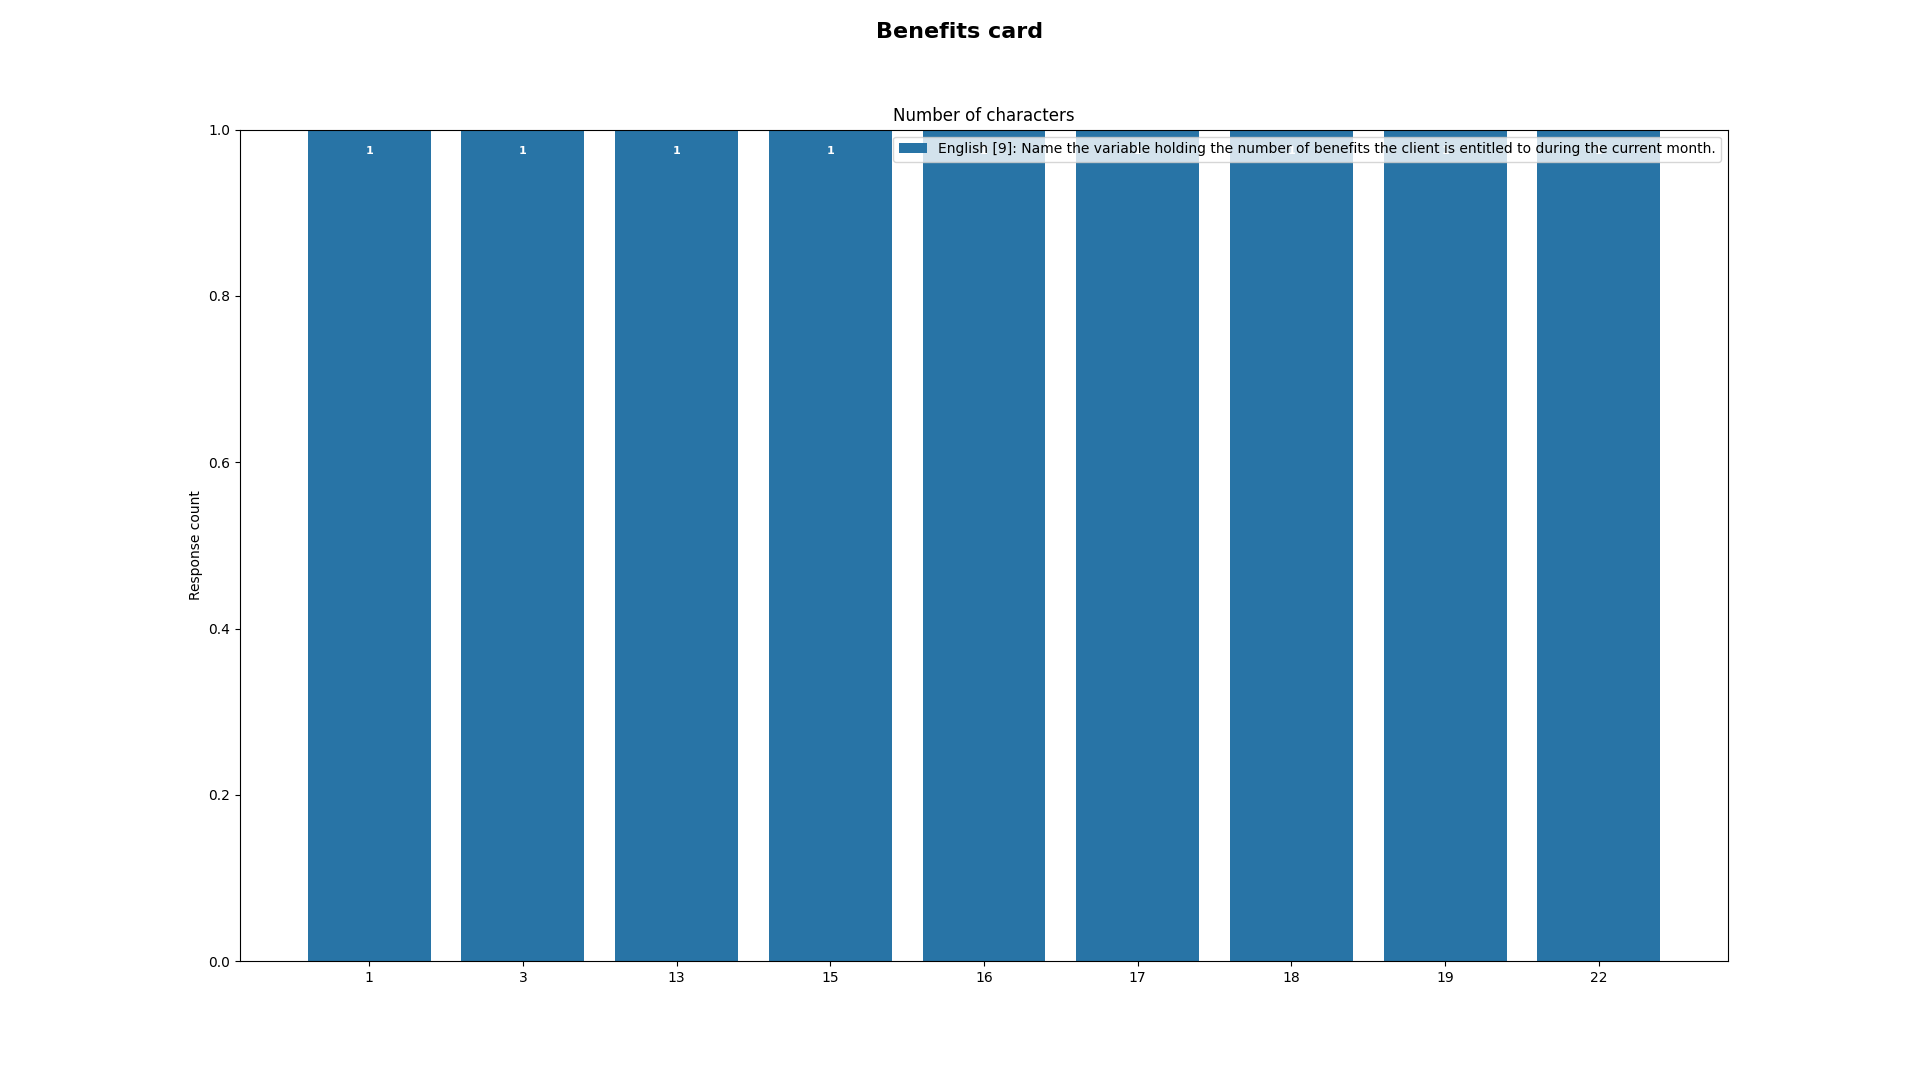 Benefits card
Number of characters
English [9]: Name the variable holding the number of benefits the client is entitled to during the current month.
1 1 1 1
1.0
0.8
0.6
0.4
0.2
0.0
Response count
1 3 13 15 16 17 18 19 22